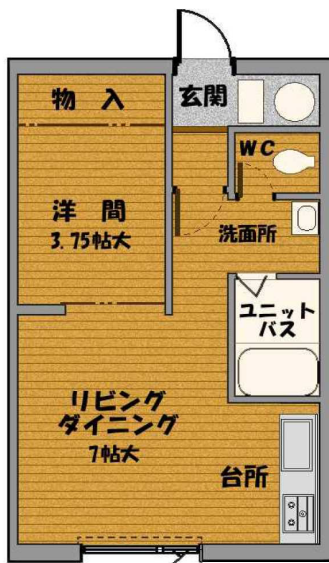 物 入
玄関
WC
洋 間
3.75帖大
洗面所
ユニット
バス
リビング
ダイニング
7帖大
台所